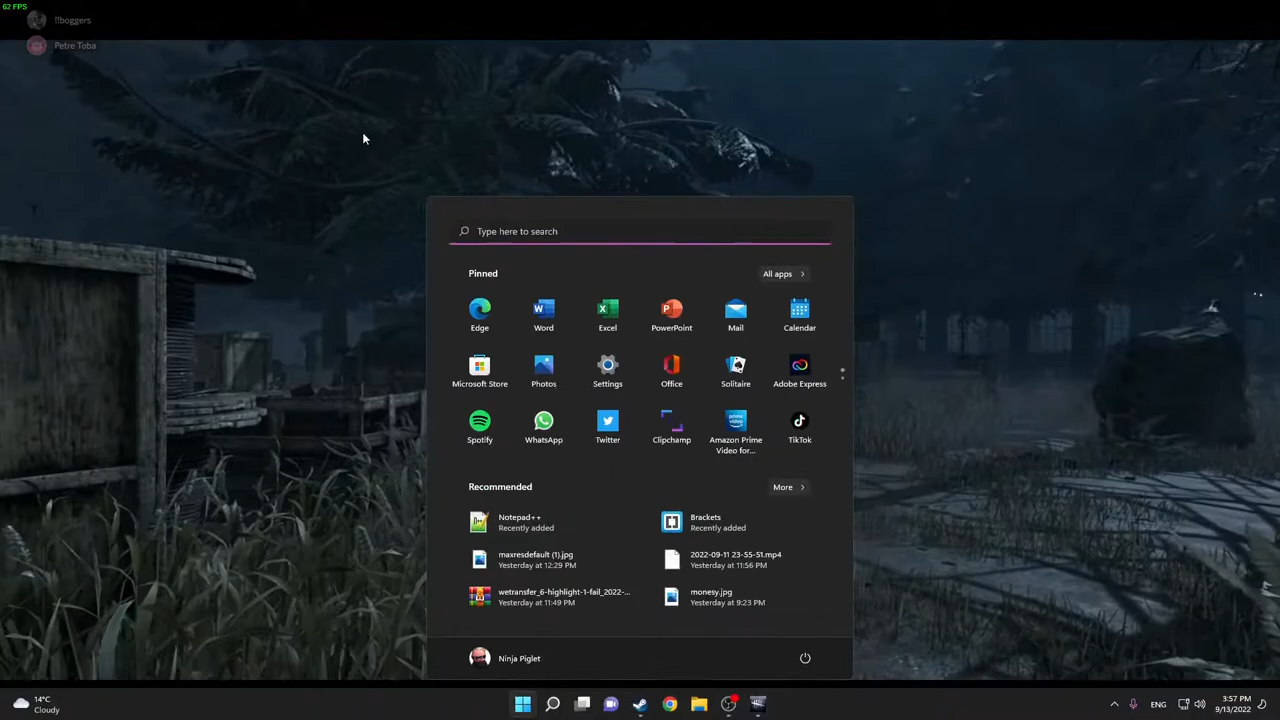 62 FPS
!!boggers
Petre Toba
Type here to search
Pinned
All apps
Edge
Word
Excel
PowerPoint
Mail
Calendar
Microsoft Store
Photos
Settings
Office
Solitaire
Adobe Express
Spotify
WhatsApp
Twitter
Clipchamp
Amazon Prime
Video for...
TikTok
Recommended
More
Notepad++
Recently added
Brackets
Recently added
maxresdefault (1).jpg
Yesterday at 12:29 PM
2022-09-11 23-55-51.mp4
Yesterday at 11:56 PM
wetransfer_6-highlight-1-fail_2022-...
Yesterday at 11:49 PM
monesy.jpg
Yesterday at 9:23 PM
Ninja Piglet
14°C
Cloudy
ENG
3:57 PM
9/13/2022